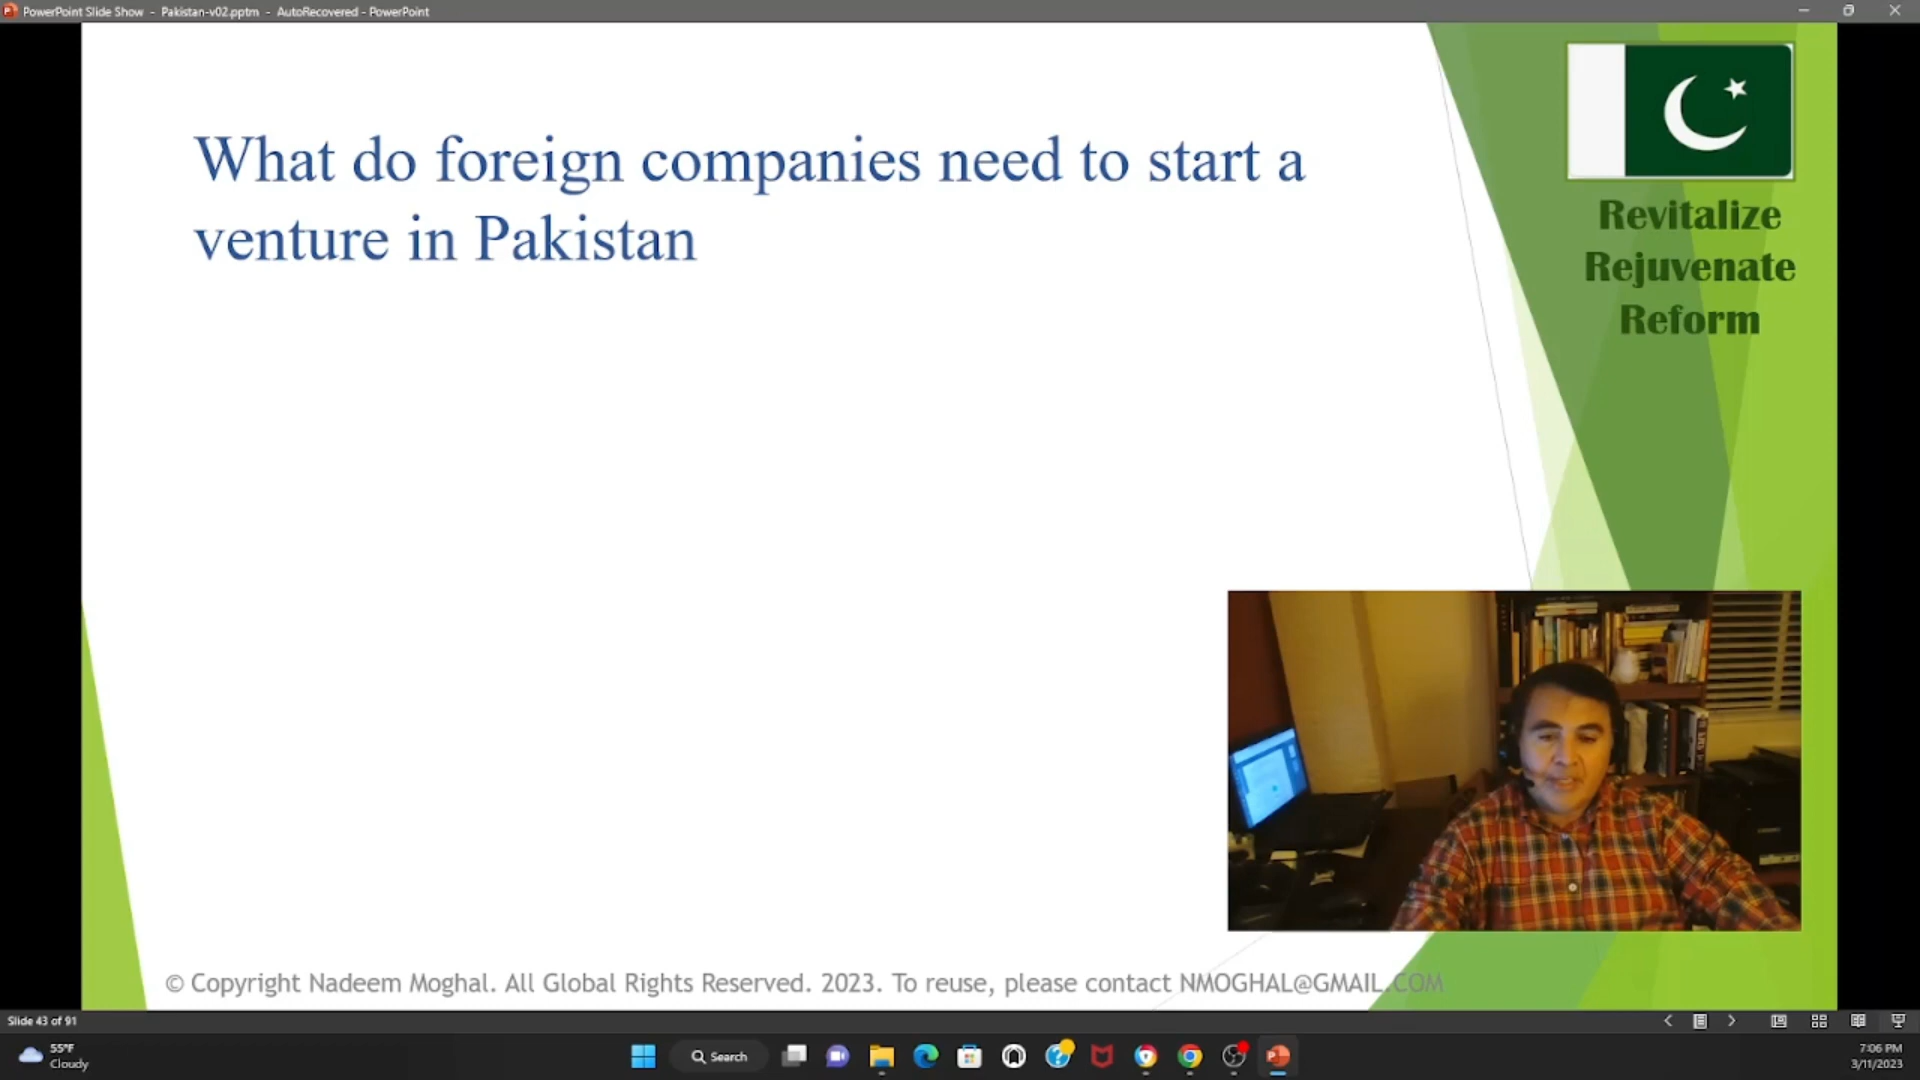 PowerPoint Slide Show - Pakistan-v02.pptm - AutoRecovered - PowerPoint
What do foreign companies need to start a
venture in Pakistan
Revitalize
Rejuvenate
Reform
© Copyright Nadeem Moghal. All Global Rights Reserved. 2023. To reuse, please contact NMOGHAL@GMAIL.COM
Slide 43 of 91
55°F
Cloudy
Search
7:06 PM
3/11/2023